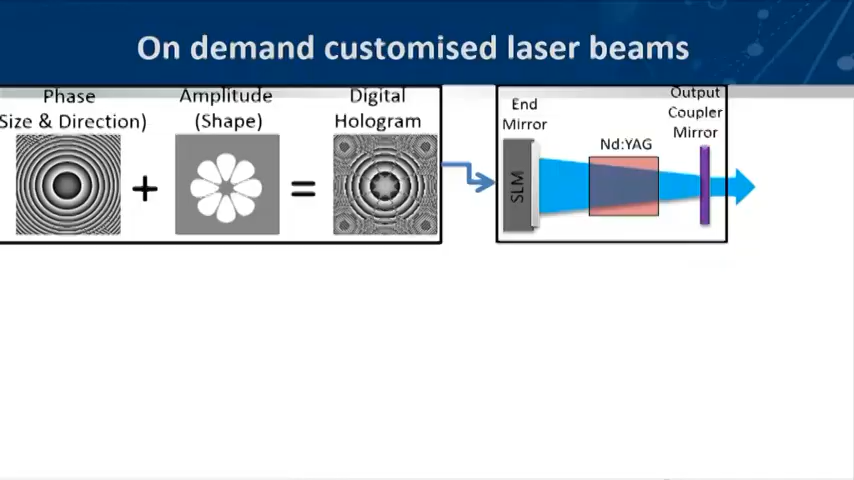 On demand customised laser beams
Phase
(Size & Direction)
Amplitude
(Shape)
Digital
Hologram
+
=
End
Mirror
SLM
Nd:YAG
Output
Coupler
Mirror